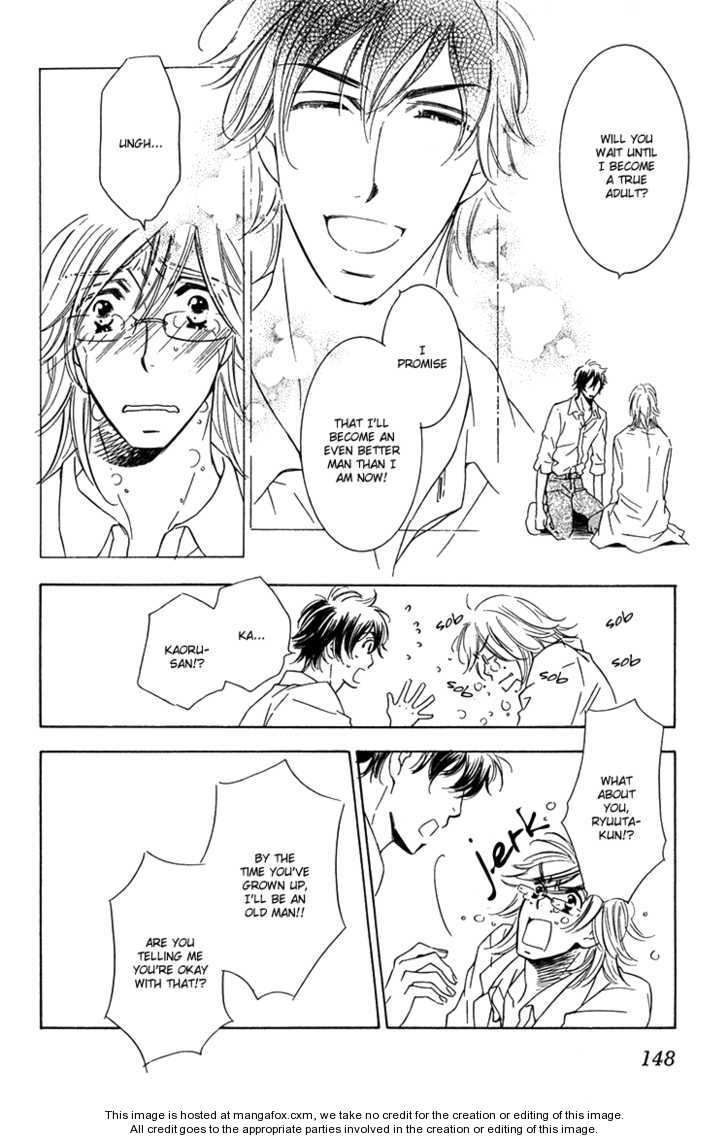 WILL YOU
WAIT UNTIL
I BECOME
A TRUE
ADULT?
I
PROMISE
THAT I'LL
BECOME AN
EVEN BETTER
MAN THAN I
AM NOW!
UNGH...
KA...
KAORU-
SAN!?
SOB
SOB
SOB
SOB
SOB
WHAT
ABOUT
YOU,
RYUUTA-
KUN!?
jerk
BY THE
TIME YOU'VE
GROWN UP,
I'LL BE AN
OLD MAN!!
ARE YOU
TELLING ME
YOU'RE OKAY
WITH THAT!?
148
This image is hosted at mangafox.cxm, we take no credit for the creation or editing of this image.
All credit goes to the appropriate parties involved in the creation or editing of this image.